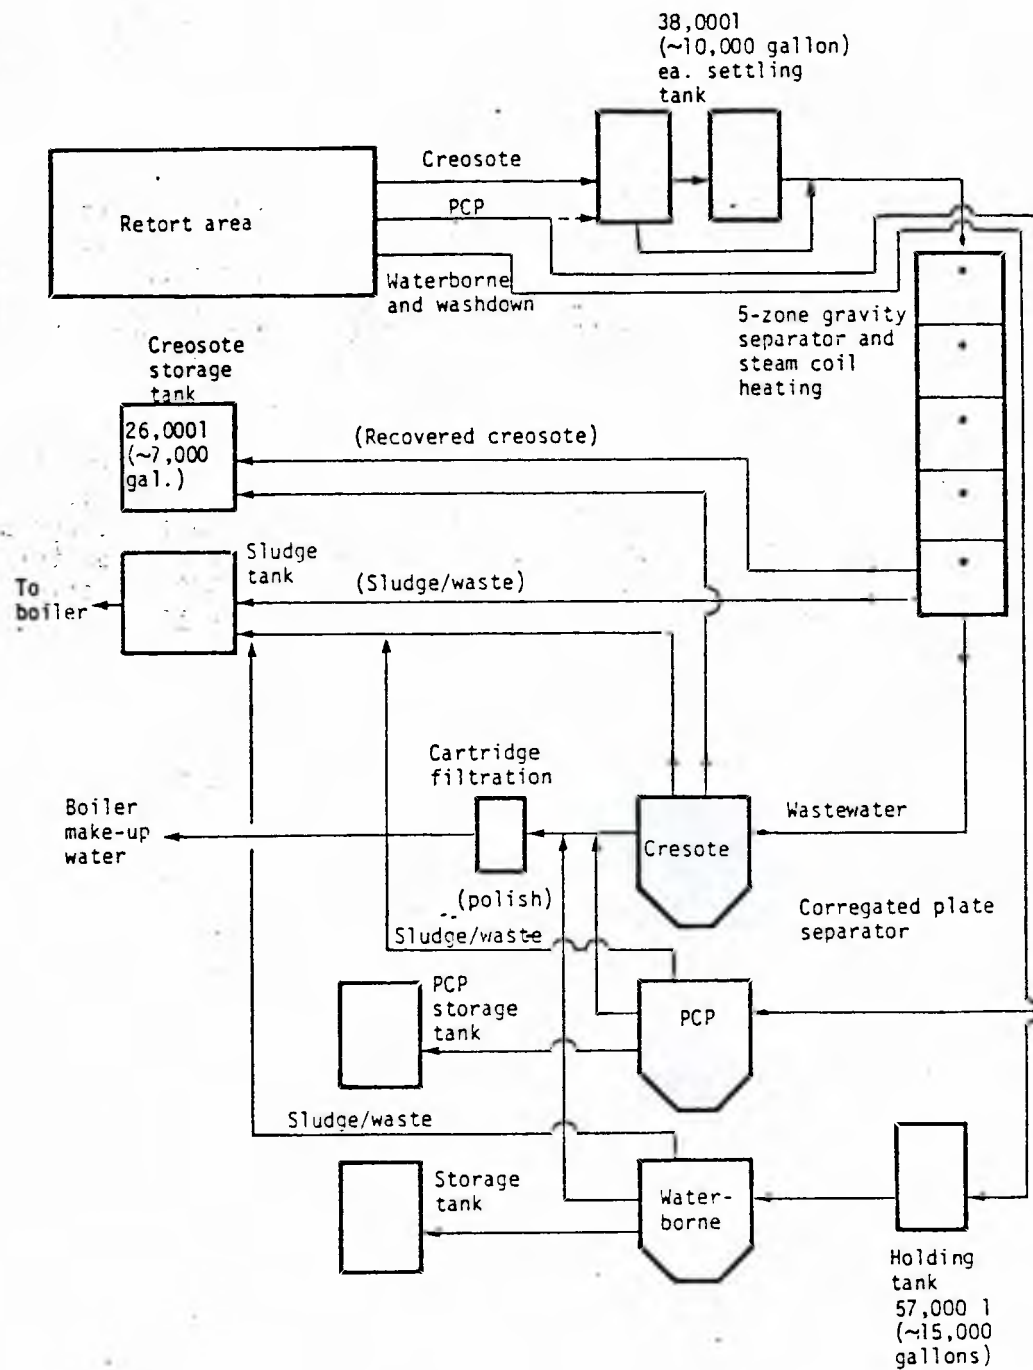 38,0001
(~10,000 gallon)
ea. settling
tank
Creosote
Retort area
PCP
Waterborne
and washdown
5-zone gravity
separator and
steam coil
heating
Creosote
storage
tank
26,0001
(~7,000
gal.)
(Recovered creosote)
Sludge
tank
To
boiler
(Sludge/waste)
Cartridge
filtration
Boiler
make-up
water
Wastewater
Cresote
(polish)
Corregated plate
separator
Sludge/waste
PCP
storage
tank
PCP
Sludge/waste
Storage
tank
Water-
borne
Holding
tank
57,000 1
(~15,000
gallons)